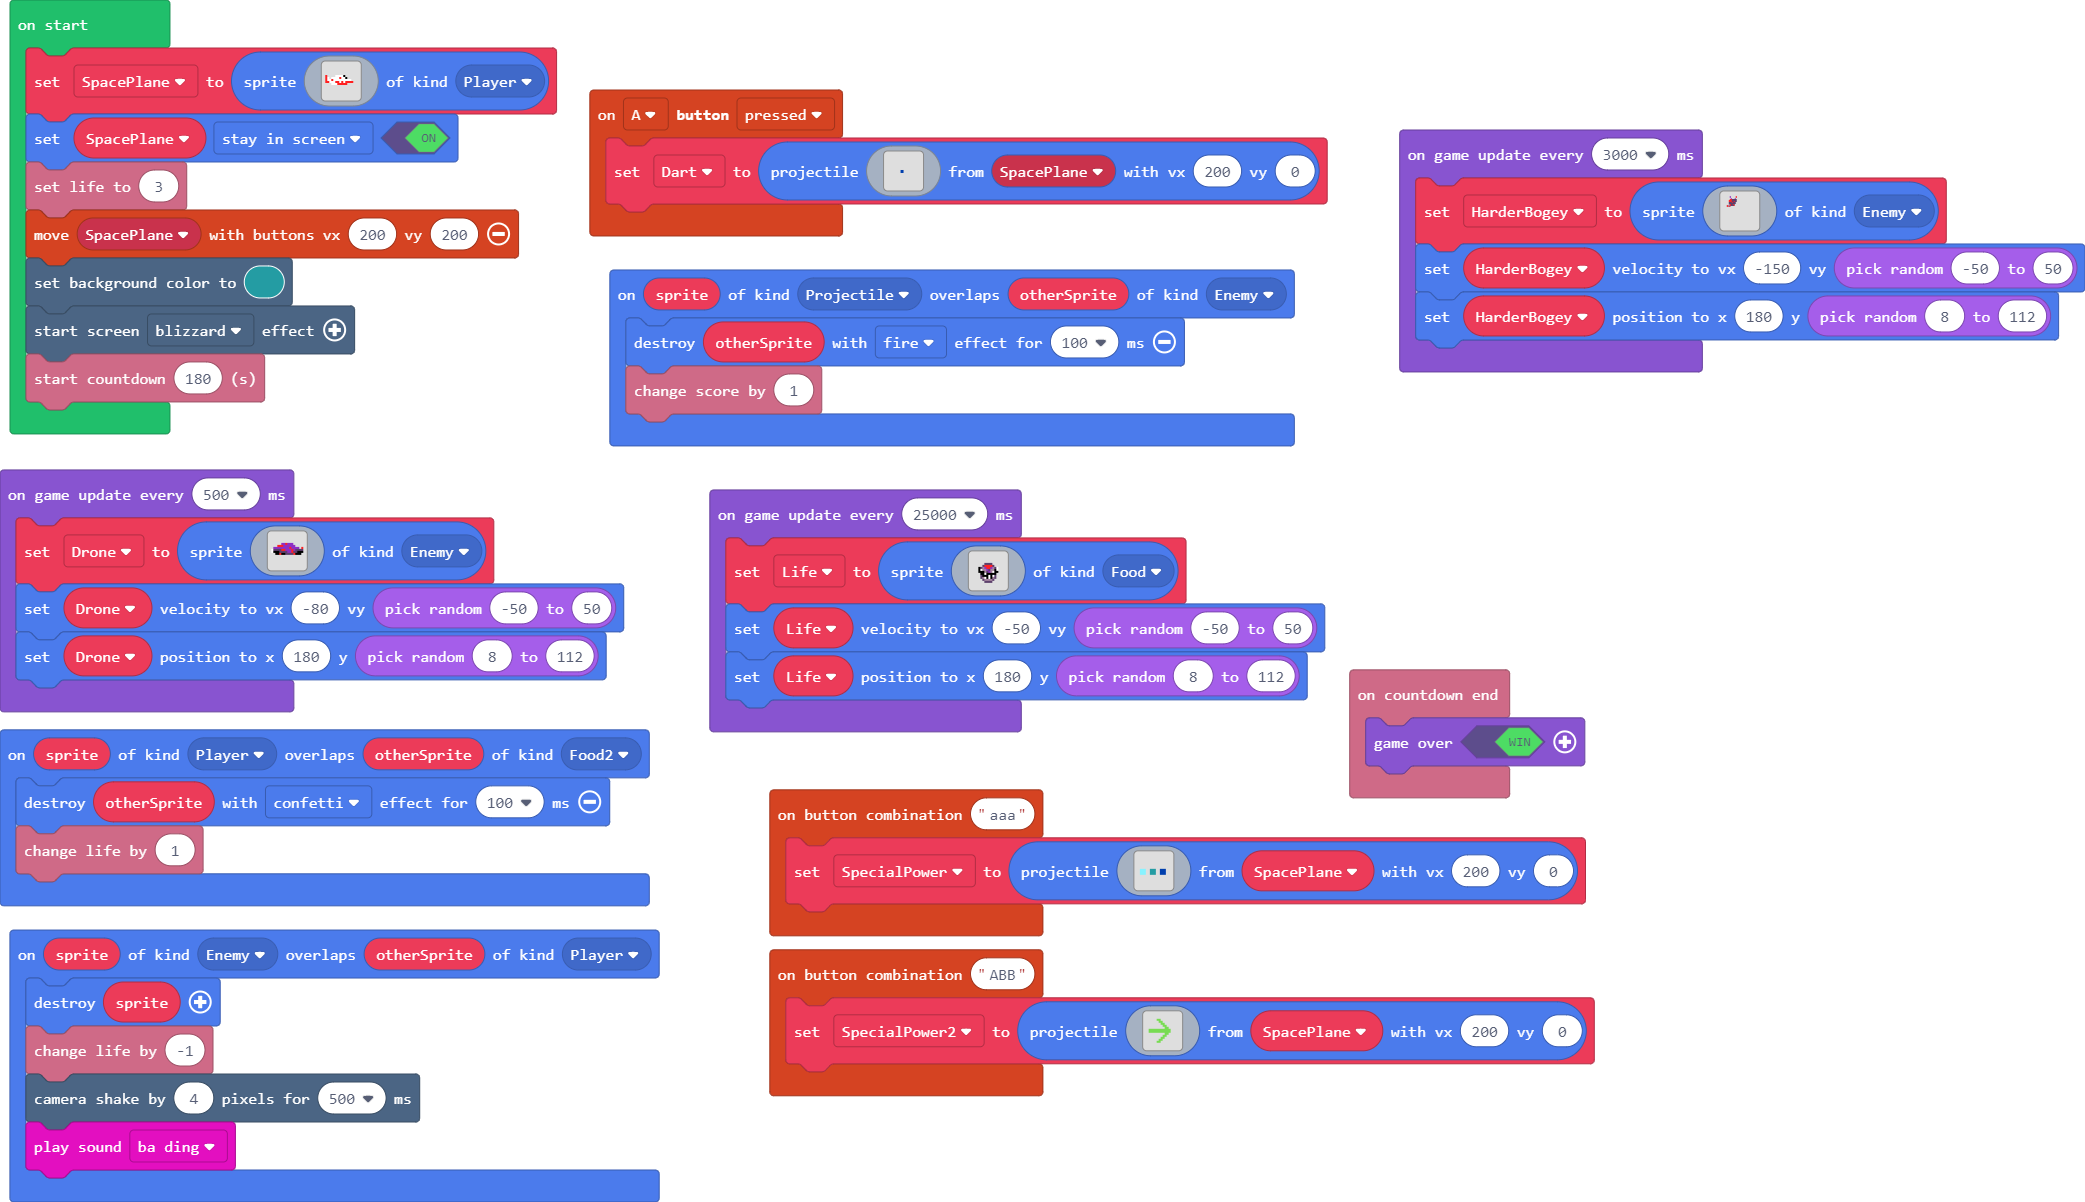 on start
set SpacePlane to sprite of kind Player
set SpacePlane stay in screen ON
set life to 3
move SpacePlane with buttons vx 200 vy 200
set background color to
start screen blizzard effect
start countdown 180 (s)
on A button pressed
set Dart to projectile from SpacePlane with vx 200 vy 0
on sprite of kind Projectile overlaps otherSprite of kind Enemy
destroy otherSprite with fire effect for 100 ms
change score by 1
on game update every 3000 ms
set HarderBogey to sprite of kind Enemy
set HarderBogey velocity to vx -150 vy pick random -50 to 50
set HarderBogey position to x 180 y pick random 8 to 112
on game update every 500 ms
set Drone to sprite of kind Enemy
set Drone velocity to vx -80 vy pick random -50 to 50
set Drone position to x 180 y pick random 8 to 112
on game update every 25000 ms
set Life to sprite of kind Food
set Life velocity to vx -50 vy pick random -50 to 50
set Life position to x 180 y pick random 8 to 112
on countdown end
game over WIN
on sprite of kind Player overlaps otherSprite of kind Food2
destroy otherSprite with confetti effect for 100 ms
change life by 1
on button combination "aaa"
set SpecialPower to projectile from SpacePlane with vx 200 vy 0
on sprite of kind Enemy overlaps otherSprite of kind Player
destroy sprite
change life by -1
camera shake by 4 pixels for 500 ms
play sound ba ding
on button combination "ABB"
set SpecialPower2 to projectile from SpacePlane with vx 200 vy 0